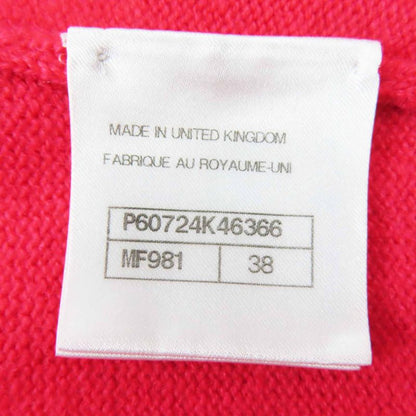 MADE IN UNITED KINGDOM
FABRIQUE AU ROYAUME-UNI
P60724K46366
MF981 38